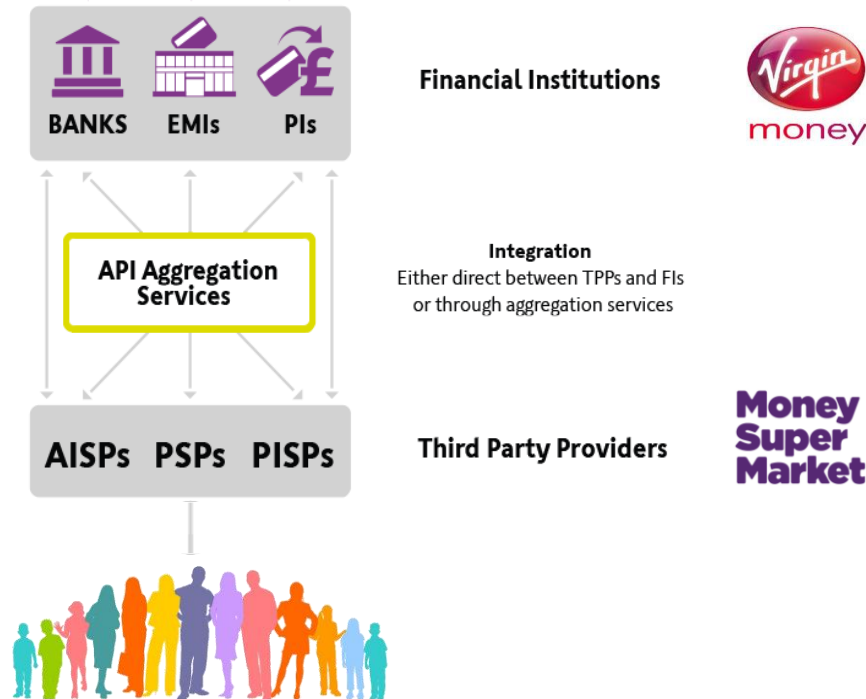 BANKS EMIs PIs
Financial Institutions
Virgin
money
API Aggregation
Services
Integration
Either direct between TPPs and FIs
or through aggregation services
AISPs PSPs PISPs
Third Party Providers
Money
Super
Market